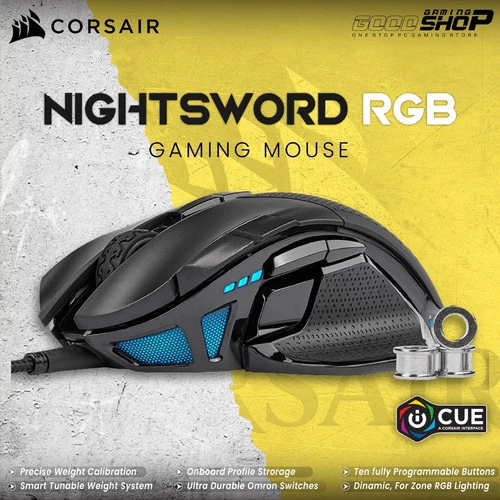 CORSAIR
GAMING
GOOD SHOP
ONE STOP PC GAMING STORE
NIGHTSWORD RGB
GAMING MOUSE
iCUE
A CORSAIR INTERFACE
Precise Weight Calibration
Onboard Profile Strorage
Ten fully Programmable Buttons
Smart Tunable Weight System
Ultra Durable Omron Switches
Dinamic, For Zone RGB Lighting